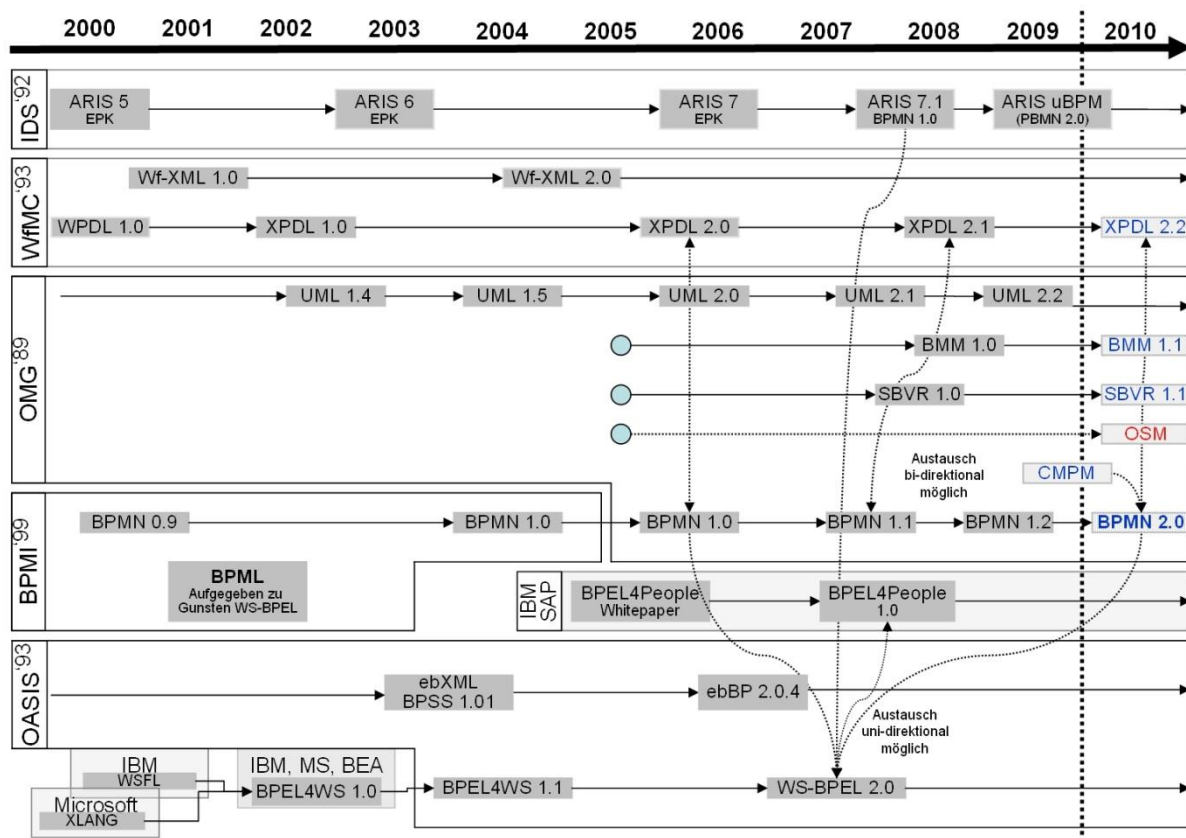 2000 2001 2002 2003 2004 2005 2006 2007 2008 2009 2010
IDS '92
ARIS 5
EPK
ARIS 6
EPK
ARIS 7
EPK
ARIS 7.1
BPMN 1.0
ARIS uBPM
(PBMN 2.0)
WfMC '93
Wf-XML 1.0
Wf-XML 2.0
WPDL 1.0
XPDL 1.0
XPDL 2.0
XPDL 2.1
XPDL 2.2
OMG '89
UML 1.4
UML 1.5
UML 2.0
UML 2.1
UML 2.2
BMM 1.0
BMM 1.1
SBVR 1.0
SBVR 1.1
OSM
Austausch
bi-direktional
möglich
CMPM
BPMI '99
BPMN 0.9
BPMN 1.0
BPMN 1.0
BPMN 1.1
BPMN 1.2
BPMN 2.0
BPML
Aufgegeben zu
Gunsten WS-BPEL
IBM
SAP
BPEL4People
Whitepaper
BPEL4People
1.0
OASIS '93
ebXML
BPSS 1.01
ebBP 2.0.4
Austausch
uni-direktional
möglich
IBM
WSFL
Microsoft
XLANG
IBM, MS, BEA
BPEL4WS 1.0
BPEL4WS 1.1
WS-BPEL 2.0